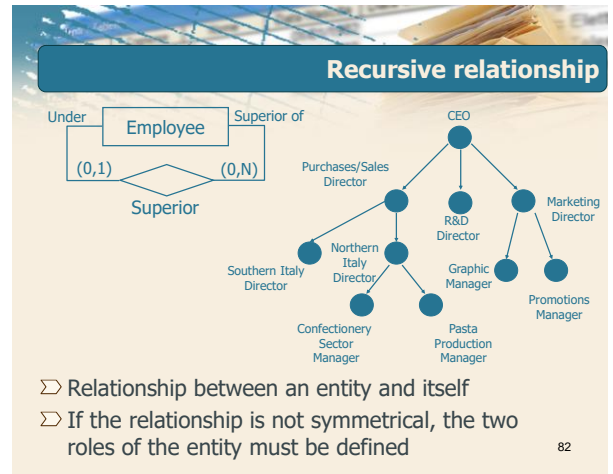 Recursive relationship
Under
Employee
Superior of
(0,1)
(0,N)
Superior
CEO
Purchases/Sales
Director
R&D
Director
Marketing
Director
Southern Italy
Director
Northern
Italy
Director
Graphic
Manager
Promotions
Manager
Confectionery
Sector
Manager
Pasta
Production
Manager
Relationship between an entity and itself
If the relationship is not symmetrical, the two
roles of the entity must be defined
82